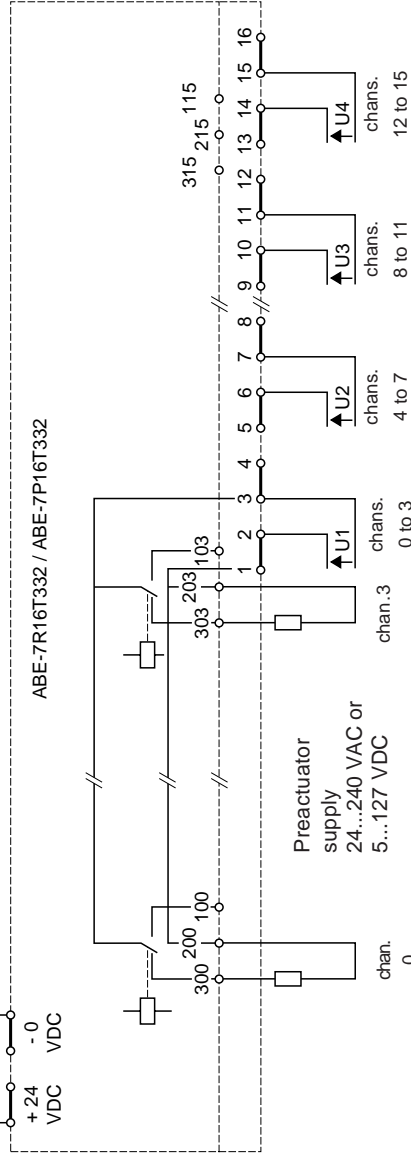 ABE-7R16T332 / ABE-7P16T332
+ 24
VDC
- 0
VDC
300 200 100
303 203 103
315 215 115
1 2 3 4 5 6 7 8 9 10 11 12 13 14 15 16
U1 U2 U3 U4
chan.
0
Preactuator
supply
24...240 VAC or
5...127 VDC
chan.3
chans.
0 to 3
chans.
4 to 7
chans.
8 to 11
chans.
12 to 15